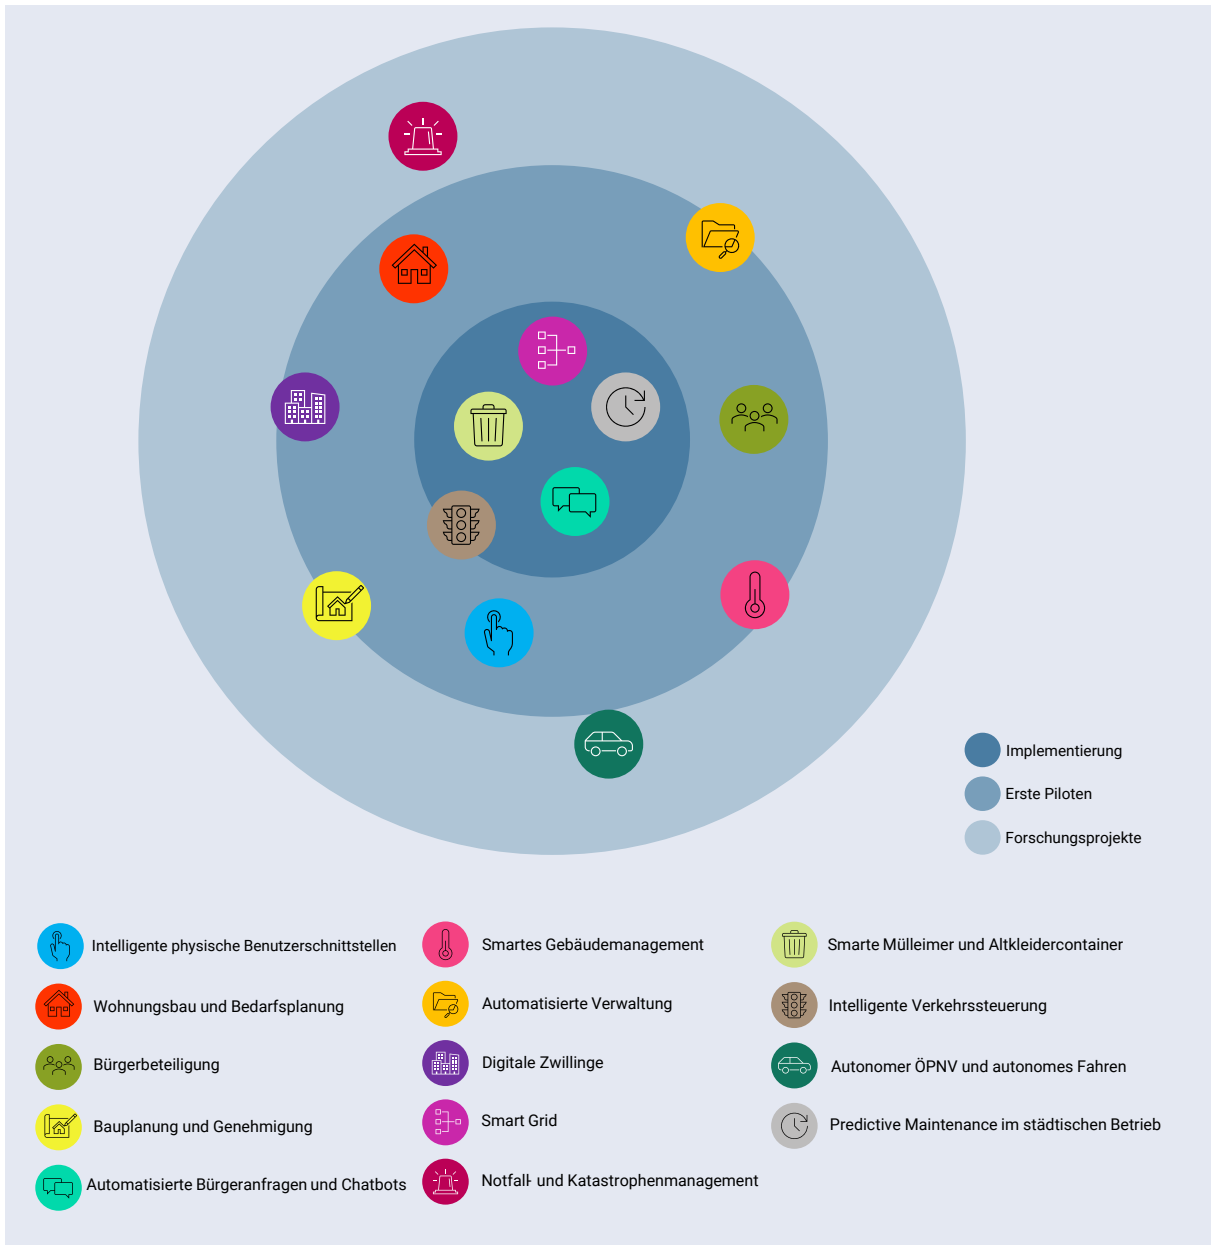 Implementierung
Erste Piloten
Forschungsprojekte
Intelligente physische Benutzerschnittstellen
Wohnungsbau und Bedarfsplanung
Bürgerbeteiligung
Bauplanung und Genehmigung
Automatisierte Bürgeranfragen und Chatbots
Smartes Gebäudemanagement
Automatisierte Verwaltung
Digitale Zwillinge
Smart Grid
Notfall- und Katastrophenmanagement
Smarte Mülleimer und Altkleidercontainer
Intelligente Verkehrssteuerung
Autonomer ÖPNV und autonomes Fahren
Predictive Maintenance im städtischen Betrieb